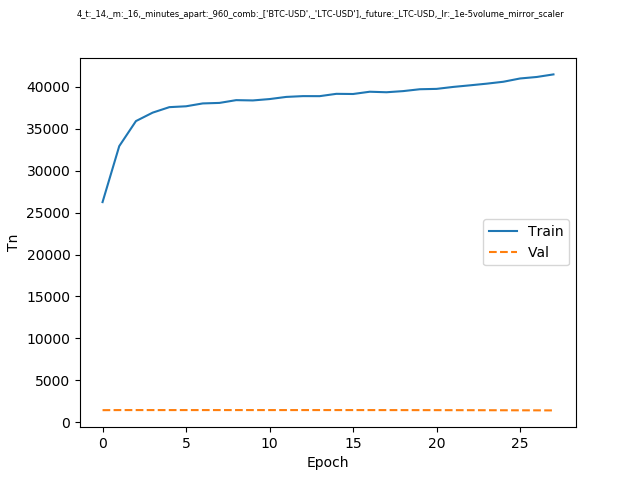 4_t:_14,_m:_16,_minutes_apart:_960_comb:_['BTC-USD',_'LTC-USD'],_future:_LTC-USD,_lr:_1e-5volume_mirror_scaler
40000
35000
30000
25000
20000
15000
10000
5000
0
Tn
Train
Val
0 5 10 15 20 25
Epoch